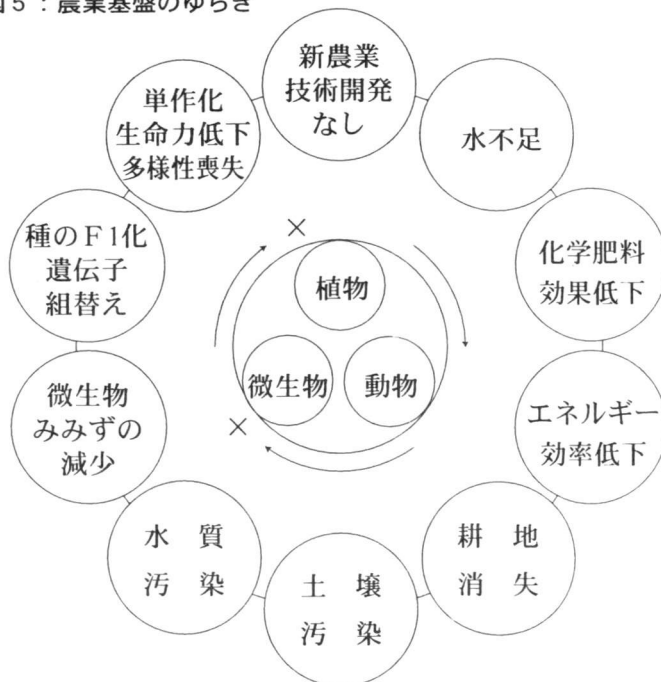 図5：農業基盤のゆらぎ
新農業
技術開発
なし
水不足
化学肥料
効果低下
エネルギー
効率低下
耕　地
消　失
土　壌
汚　染
水　質
汚　染
微生物
みみずの
減少
種のF1化
遺伝子
組替え
単作化
生命力低下
多様性喪失
×
植物
微生物
動物
×